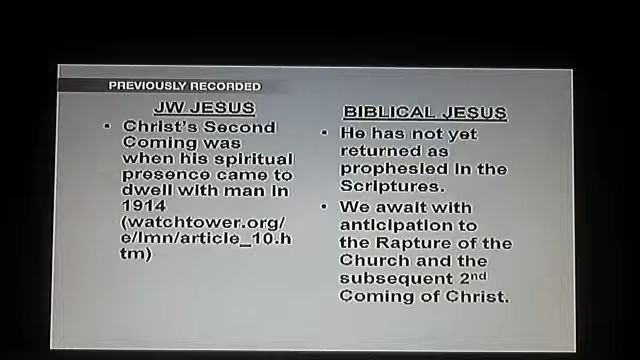 PREVIOUSLY RECORDED
JW JESUS
• Christ's Second
Coming was
when his spiritual
presence came to
dwell with man in
1914
(watchtower.org/
e/lmn/article_10.h
tm)
BIBLICAL JESUS
• He has not yet
returned as
prophesied in the
Scriptures.
• We await with
anticipation to
the Rapture of the
Church and the
subsequent 2nd
Coming of Christ.